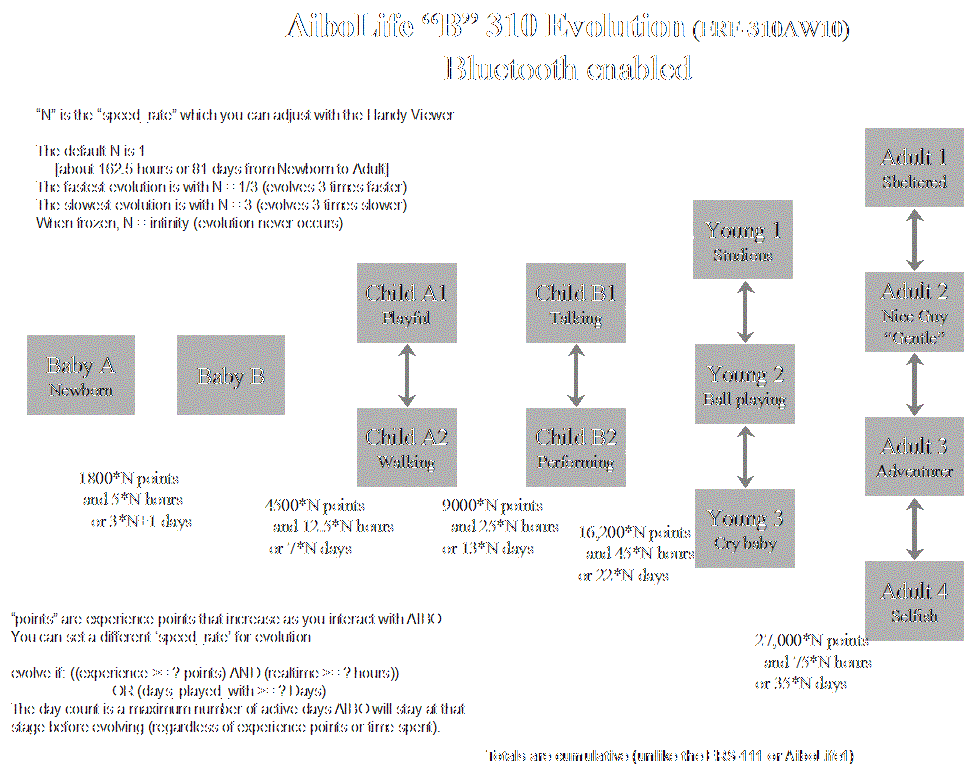 AiboLife “B” 310 Evolution (ERF-310AW10)
Bluetooth enabled
“N” is the “speed_rate” which you can adjust with the Handy Viewer
The default N is 1
[about 162.5 hours or 81 days from Newborn to Adult]
The fastest evolution is with N == 1/3 (evolves 3 times faster)
The slowest evolution is with N == 3 (evolves 3 times slower)
When frozen, N == infinity (evolution never occurs)
Baby A
Newborn
Baby B
Child A1
Playful
Child A2
Walking
Child B1
Talking
Child B2
Performing
Young 1
Studious
Young 2
Ball playing
Young 3
Cry baby
Adult 1
Sheltered
Adult 2
Nice Guy
“Gentle”
Adult 3
Adventurer
Adult 4
Selfish
1800*N points
and 5*N hours
or 3*N+1 days
4500*N points
and 12.5*N hours
or 7*N days
9000*N points
and 25*N hours
or 13*N days
16,200*N points
and 45*N hours
or 22*N days
27,000*N points
and 75*N hours
or 35*N days
“points” are experience points that increase as you interact with AIBO
You can set a different ‘speed_rate’ for evolution
evolve if: ((experience >=? points) AND (realtime >=? hours))
OR (days_played_with >=? Days)
The day count is a maximum number of active days AIBO will stay at that
stage before evolving (regardless of experience points or time spent).
Totals are cumulative (unlike the ERS-111 or AiboLife1)